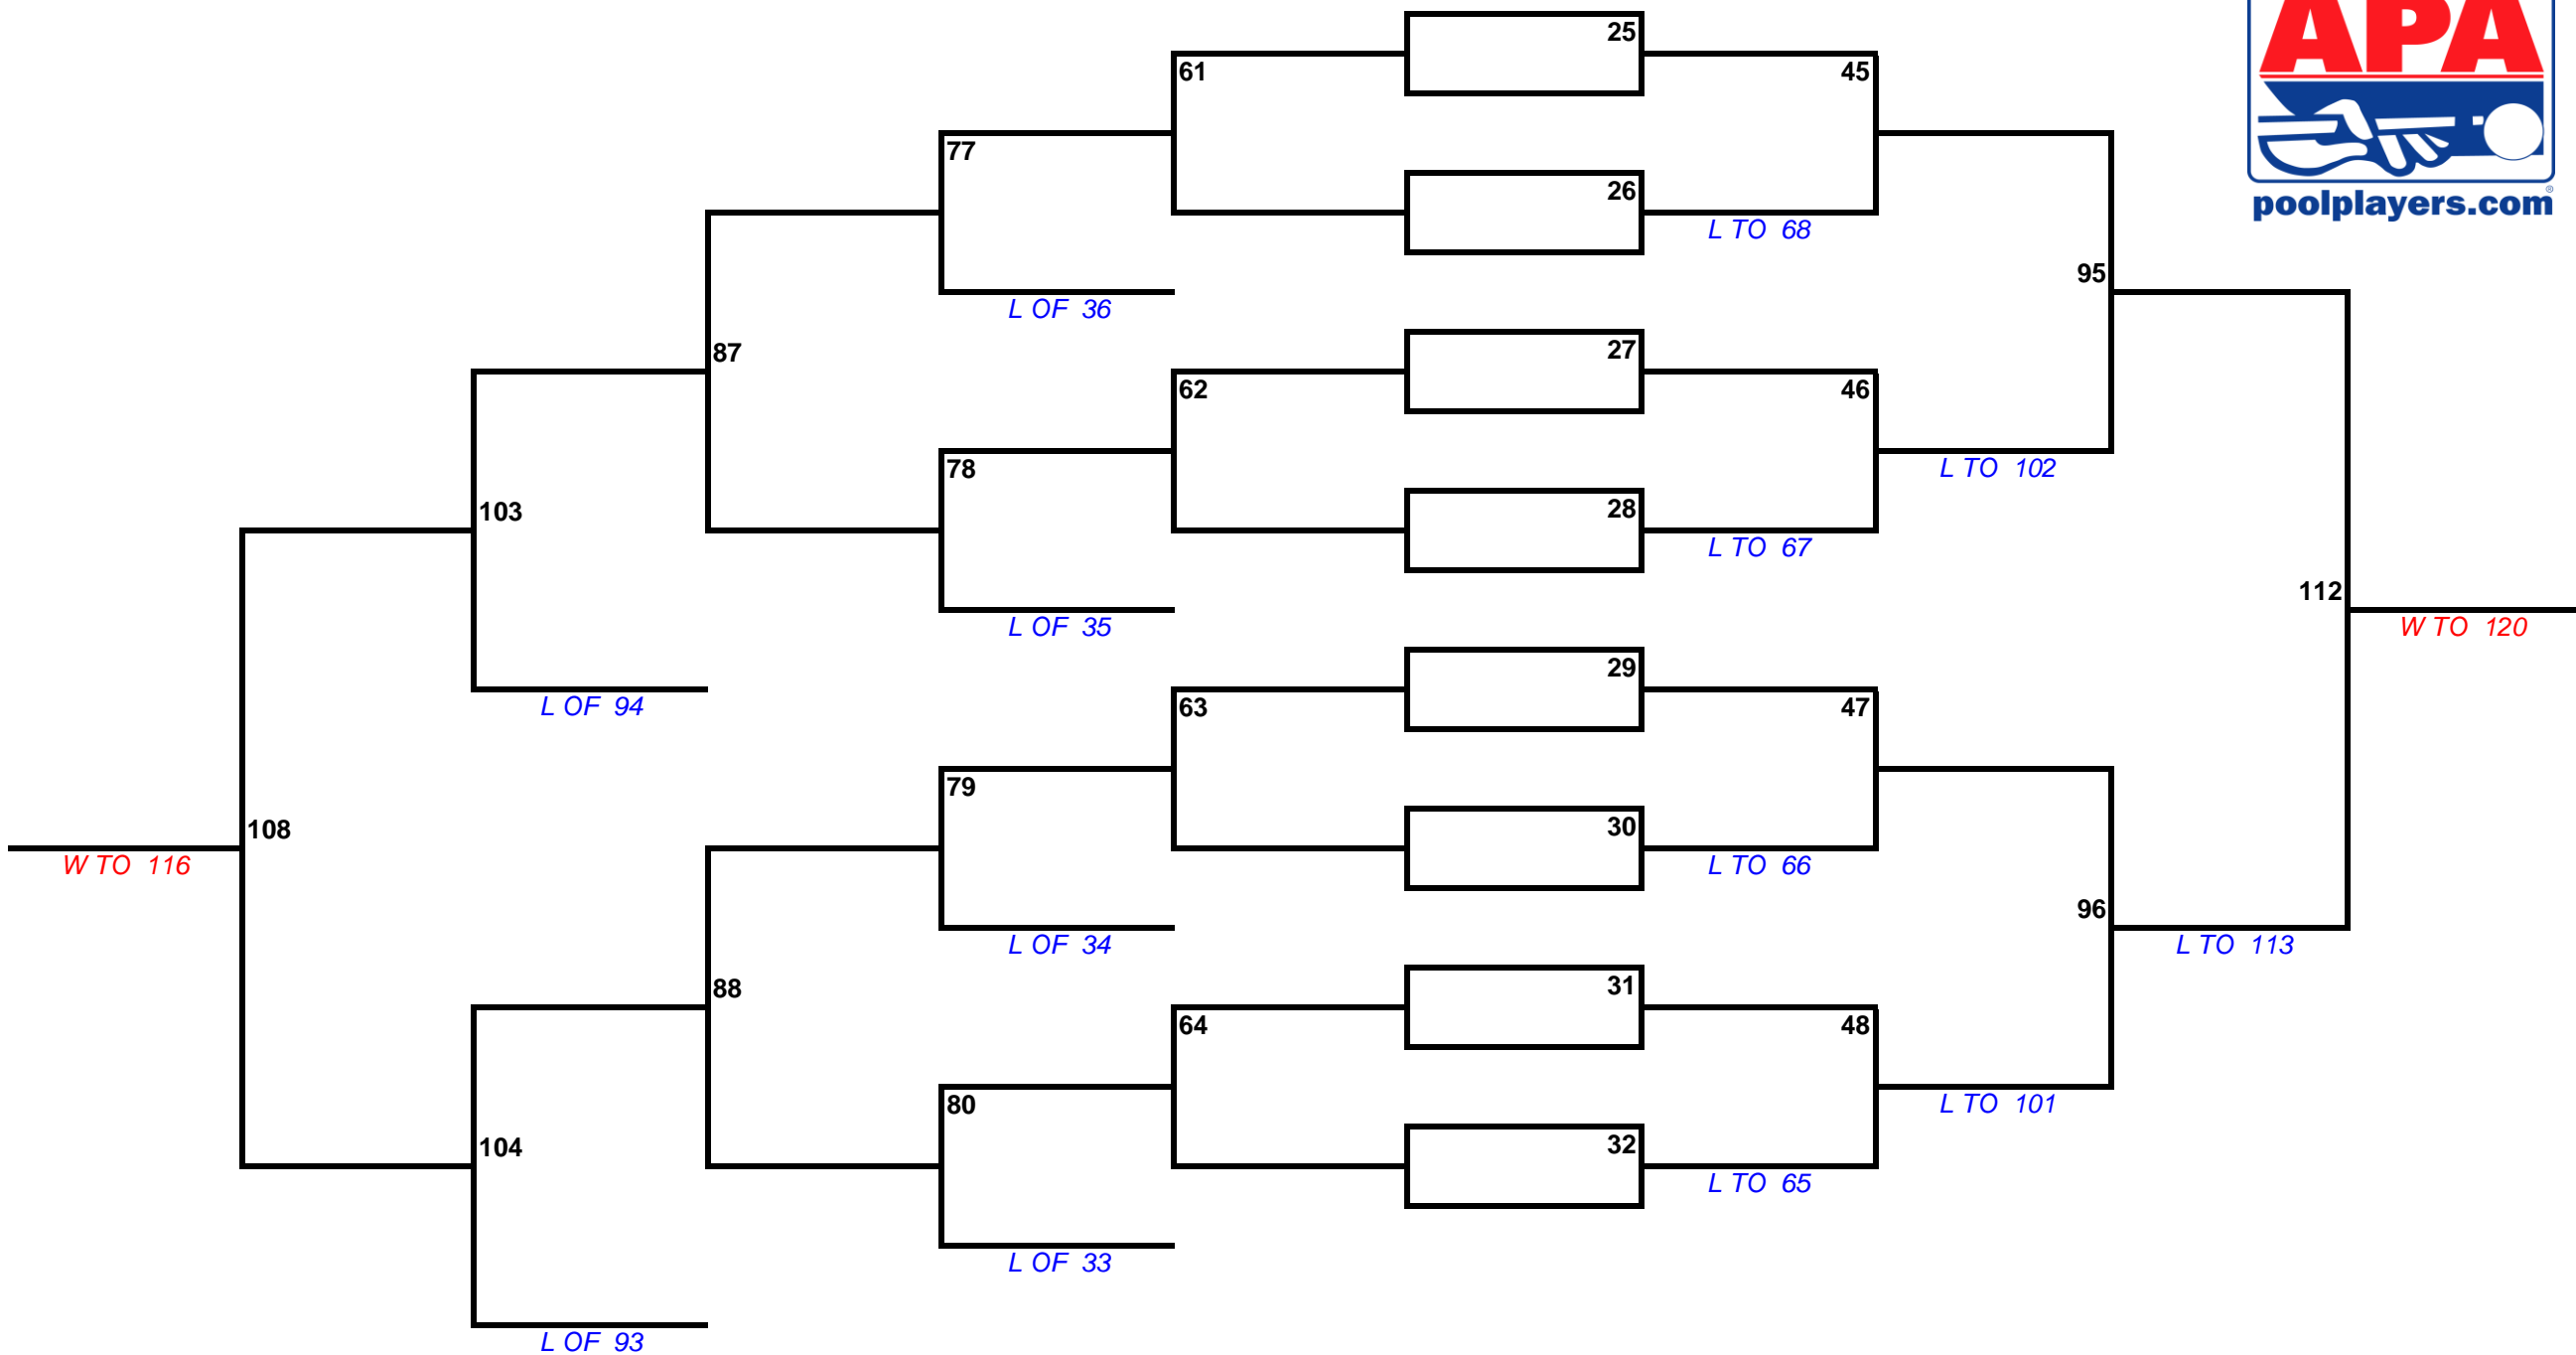 APA
poolplayers.com®
25
61
45
77
26
L TO 68
95
L OF 36
27
87
62
46
78
L TO 102
103
28
L TO 67
112
L OF 35
W TO 120
29
L OF 94
63
47
79
108
30
W TO 116
L TO 66
96
L OF 34
L TO 113
88
31
64
48
80
L TO 101
104
32
L TO 65
L OF 33
L OF 93